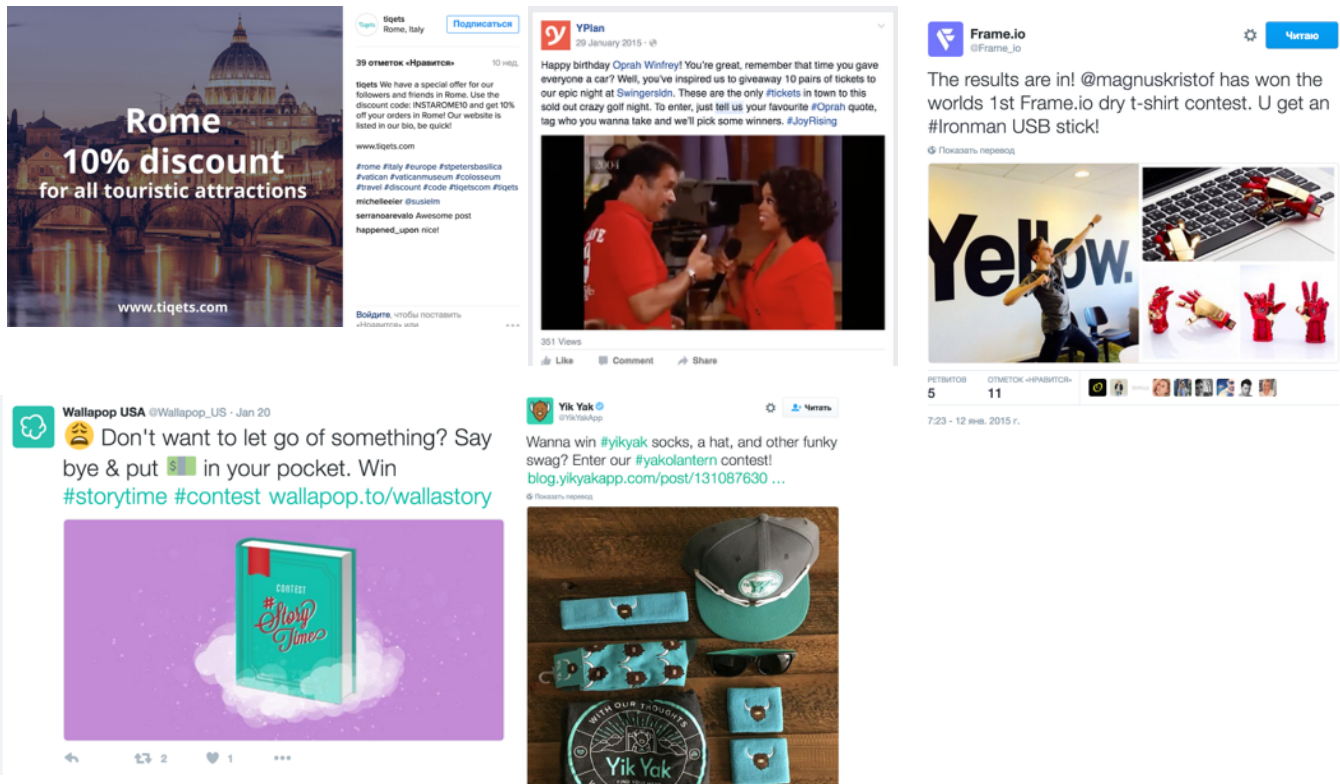 Rome
10% discount
for all touristic attractions
www.tiqets.com
Tiqets
tiqets
Rome, Italy
Подписаться
39 отметок «Нравится»
10 нед.
tiqets We have a special offer for our
followers and friends in Rome. Use the
discount code: INSTAROME10 and get 10%
off your orders in Rome! Our website is
listed in our bio, be quick!
www.tiqets.com
#rome #italy #europe #stpetersbasilica
#vatican #vaticanmuseum #colosseum
#travel #discount #code #tiqetscom #tiqets
michelleeier @susielm
serranoarevalo Awesome post
happened_upon nice!
Войдите, чтобы поставить
«Нравится» или
YPlan
29 January 2015
Happy birthday Oprah Winfrey! You're great, remember that time you gave
everyone a car? Well, you've inspired us to giveaway 10 pairs of tickets to
our epic night at Swingersldn. These are the only #tickets in town to this
sold out crazy golf night. To enter, just tell us your favourite #Oprah quote,
tag who you wanna take and we'll pick some winners. #JoyRising
2004
351 Views
Like Comment Share
Frame.io
@Frame_io
Читаю
The results are in! @magnuskristof has won the
worlds 1st Frame.io dry t-shirt contest. U get an
#Ironman USB stick!
Показать перевод
Yellow.
РЕТВИТОВ ОТМЕТОК «НРАВИТСЯ»
5 11
7:23 - 12 янв. 2015 г.
Wallapop USA @Wallapop_US · Jan 20
Don't want to let go of something? Say
bye & put in your pocket. Win
#storytime #contest wallapop.to/wallastory
CONTEST
#Story
Time
2 1
Yik Yak
@YikYakApp
Читать
Wanna win #yikyak socks, a hat, and other funky
swag? Enter our #yakolantern contest!
blog.yikyakapp.com/post/131087630 ...
Показать перевод
WITH OUR THOUGHTS
Yik Yak